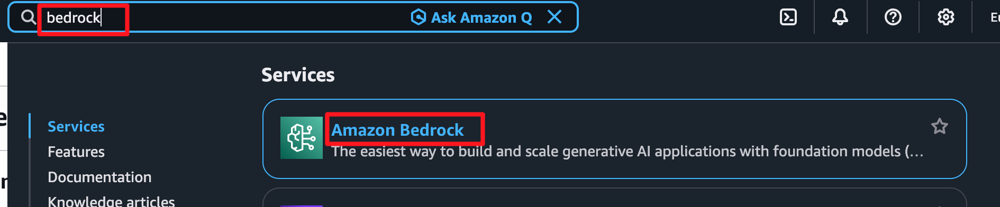 bedrock
Ask Amazon Q
Services
Services
Features
Documentation
Knowledge articles
Amazon Bedrock
The easiest way to build and scale generative AI applications with foundation models (...